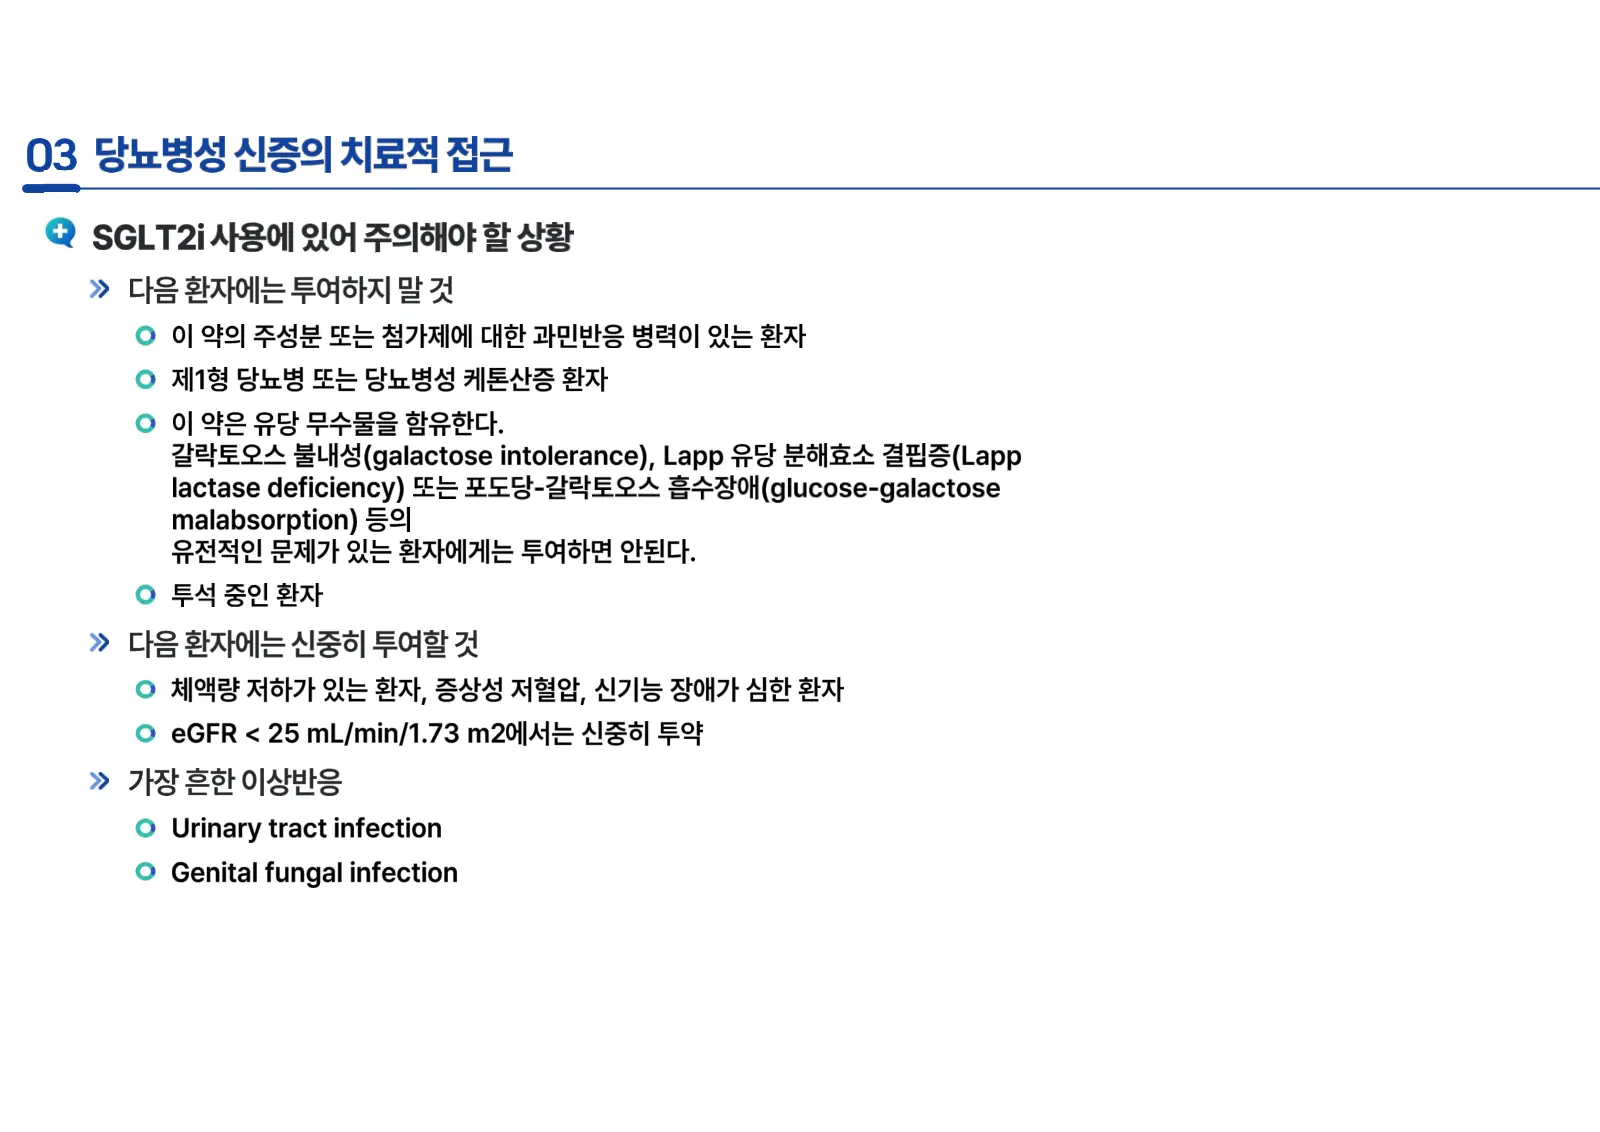 03 당뇨병성 신증의 치료적 접근
SGLT2i 사용에 있어 주의해야 할 상황
다음 환자에는 투여하지 말 것
이 약의 주성분 또는 첨가제에 대한 과민반응 병력이 있는 환자
제1형 당뇨병 또는 당뇨병성 케톤산증 환자
이 약은 유당 무수물을 함유한다.
갈락토오스 불내성(galactose intolerance), Lapp 유당 분해효소 결핍증(Lapp
lactase deficiency) 또는 포도당-갈락토오스 흡수장애(glucose-galactose
malabsorption) 등의
유전적인 문제가 있는 환자에게는 투여하면 안된다.
투석 중인 환자
다음 환자에는 신중히 투여할 것
체액량 저하가 있는 환자, 증상성 저혈압, 신기능 장애가 심한 환자
eGFR < 25 mL/min/1.73 m2에서는 신중히 투약
가장 흔한 이상반응
Urinary tract infection
Genital fungal infection